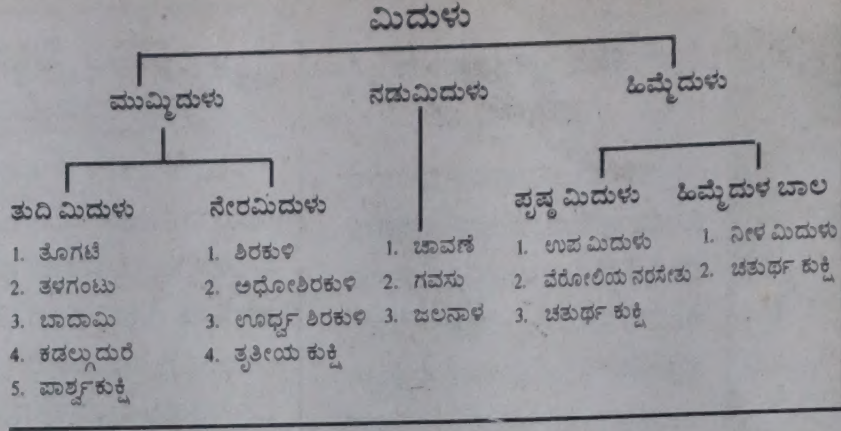 ಮಿದುಳು
ಮುಮ್ಮಿದುಳು
ನಡುಮಿದುಳು
ಹಿಮ್ಮೆದುಳು
ತುದಿ ಮಿದುಳು
1. ತೊಗಟೆ
2. ತಳಗಂಟು
3. ಬಾದಾಮಿ
4. ಕಡಲ್ಗುದುರೆ
5. ಪಾರ್ಶ್ವಕುಕ್ಷಿ
ನೇರಮಿದುಳು
1. ಶಿರಕುಳಿ
2. ಅಧೋಶಿರಕುಳಿ
3. ಊರ್ಧ್ವ ಶಿರಕುಳಿ
4. ತೃತೀಯ ಕುಕ್ಷಿ
1. ಚಾವಣೆ
2. ಗವಸು
3. ಜಲನಾಳ
ಪೃಷ್ಠ ಮಿದುಳು
1. ಉಪ ಮಿದುಳು
2. ವೆರೋಲಿಯ ನರಸೇತು
3. ಚತುರ್ಥ ಕುಕ್ಷಿ
ಹಿಮ್ಮೆದುಳ ಬಾಲ
1. ನೀಳ ಮಿದುಳು
2. ಚತುರ್ಥ ಕುಕ್ಷಿ